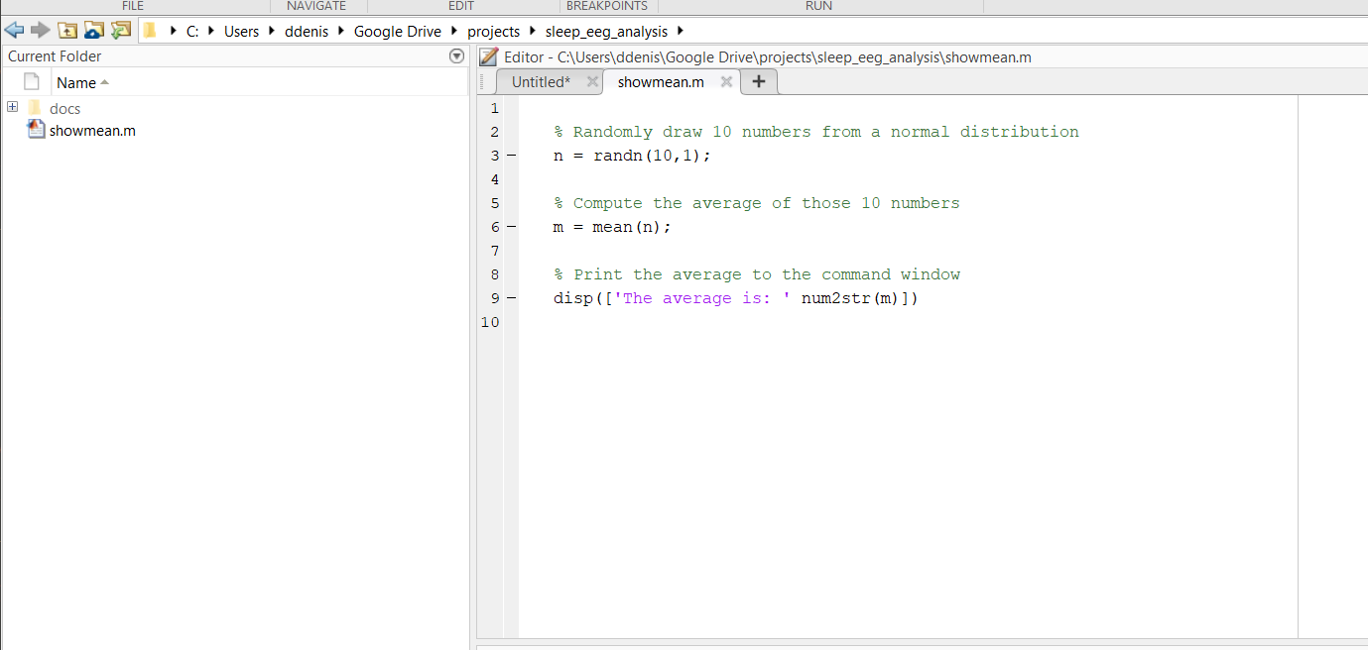 FILE NAVIGATE EDIT BREAKPOINTS RUN
C: Users ddenis Google Drive projects sleep_eeg_analysis
Current Folder
Name
docs
showmean.m
Editor - C:\Users\ddenis\Google Drive\projects\sleep_eeg_analysis\showmean.m
Untitled* showmean.m +
1
2 % Randomly draw 10 numbers from a normal distribution
3 – n = randn(10,1);
4
5 % Compute the average of those 10 numbers
6 – m = mean(n);
7
8 % Print the average to the command window
9 – disp(['The average is: ' num2str(m)])
10